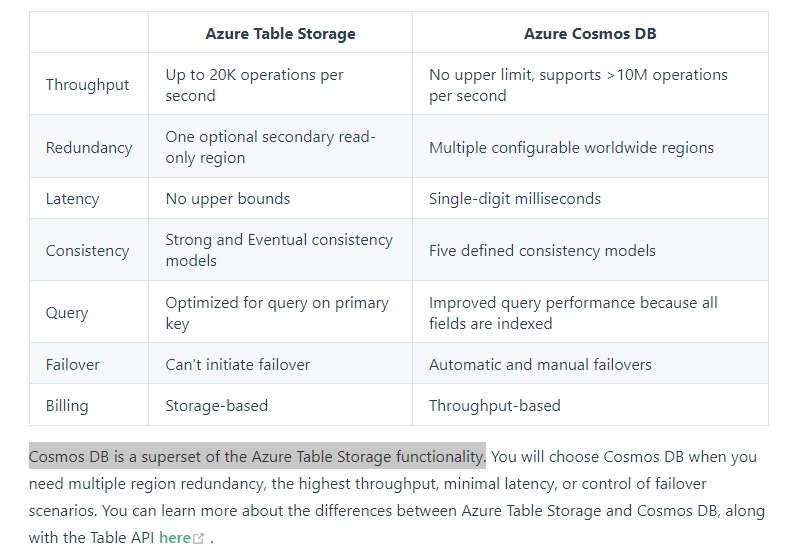 Azure Table Storage Azure Cosmos DB
Throughput Up to 20K operations per second No upper limit, supports >10M operations per second
Redundancy One optional secondary read-only region Multiple configurable worldwide regions
Latency No upper bounds Single-digit milliseconds
Consistency Strong and Eventual consistency models Five defined consistency models
Query Optimized for query on primary key Improved query performance because all fields are indexed
Failover Can't initiate failover Automatic and manual failovers
Billing Storage-based Throughput-based
Cosmos DB is a superset of the Azure Table Storage functionality. You will choose Cosmos DB when you
need multiple region redundancy, the highest throughput, minimal latency, or control of failover
scenarios. You can learn more about the differences between Azure Table Storage and Cosmos DB, along
with the Table API here .